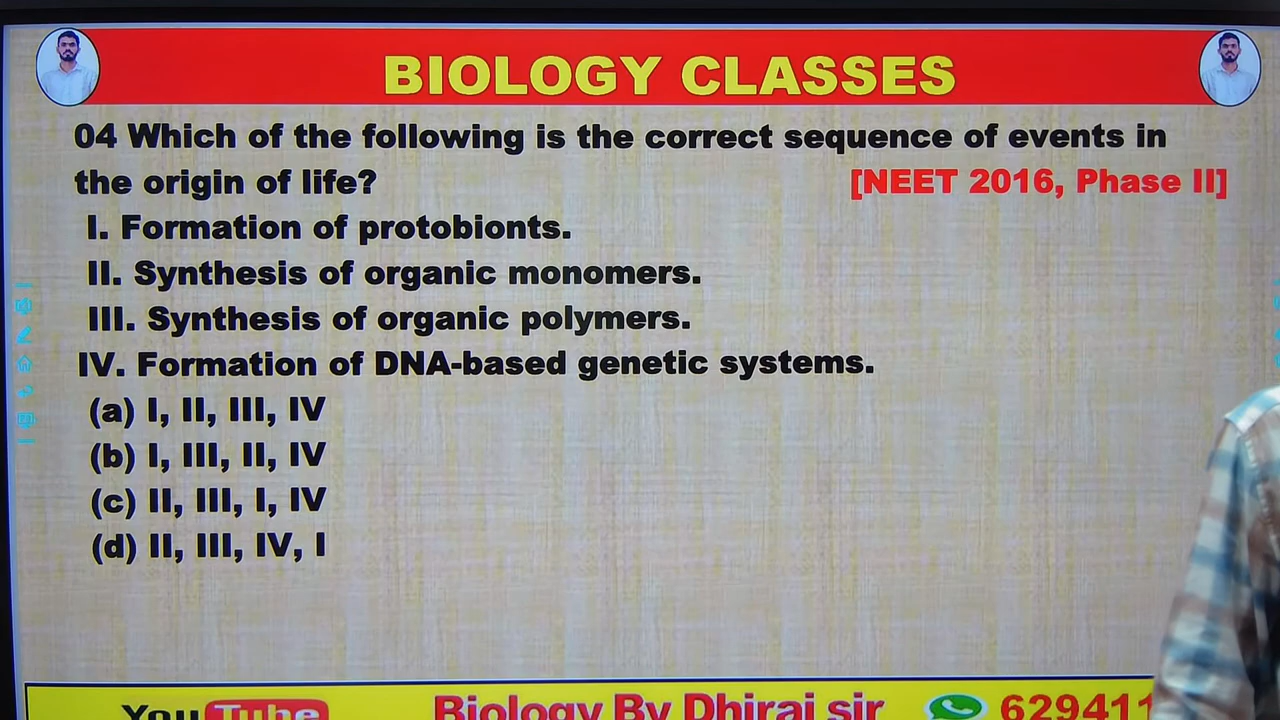 BIOLOGY CLASSES
04 Which of the following is the correct sequence of events in
the origin of life? [NEET 2016, Phase II]
I. Formation of protobionts.
II. Synthesis of organic monomers.
III. Synthesis of organic polymers.
IV. Formation of DNA-based genetic systems.
(a) I, II, III, IV
(b) I, III, II, IV
(c) II, III, I, IV
(d) II, III, IV, I
YouTube Biology By Dhiraj sir 629411